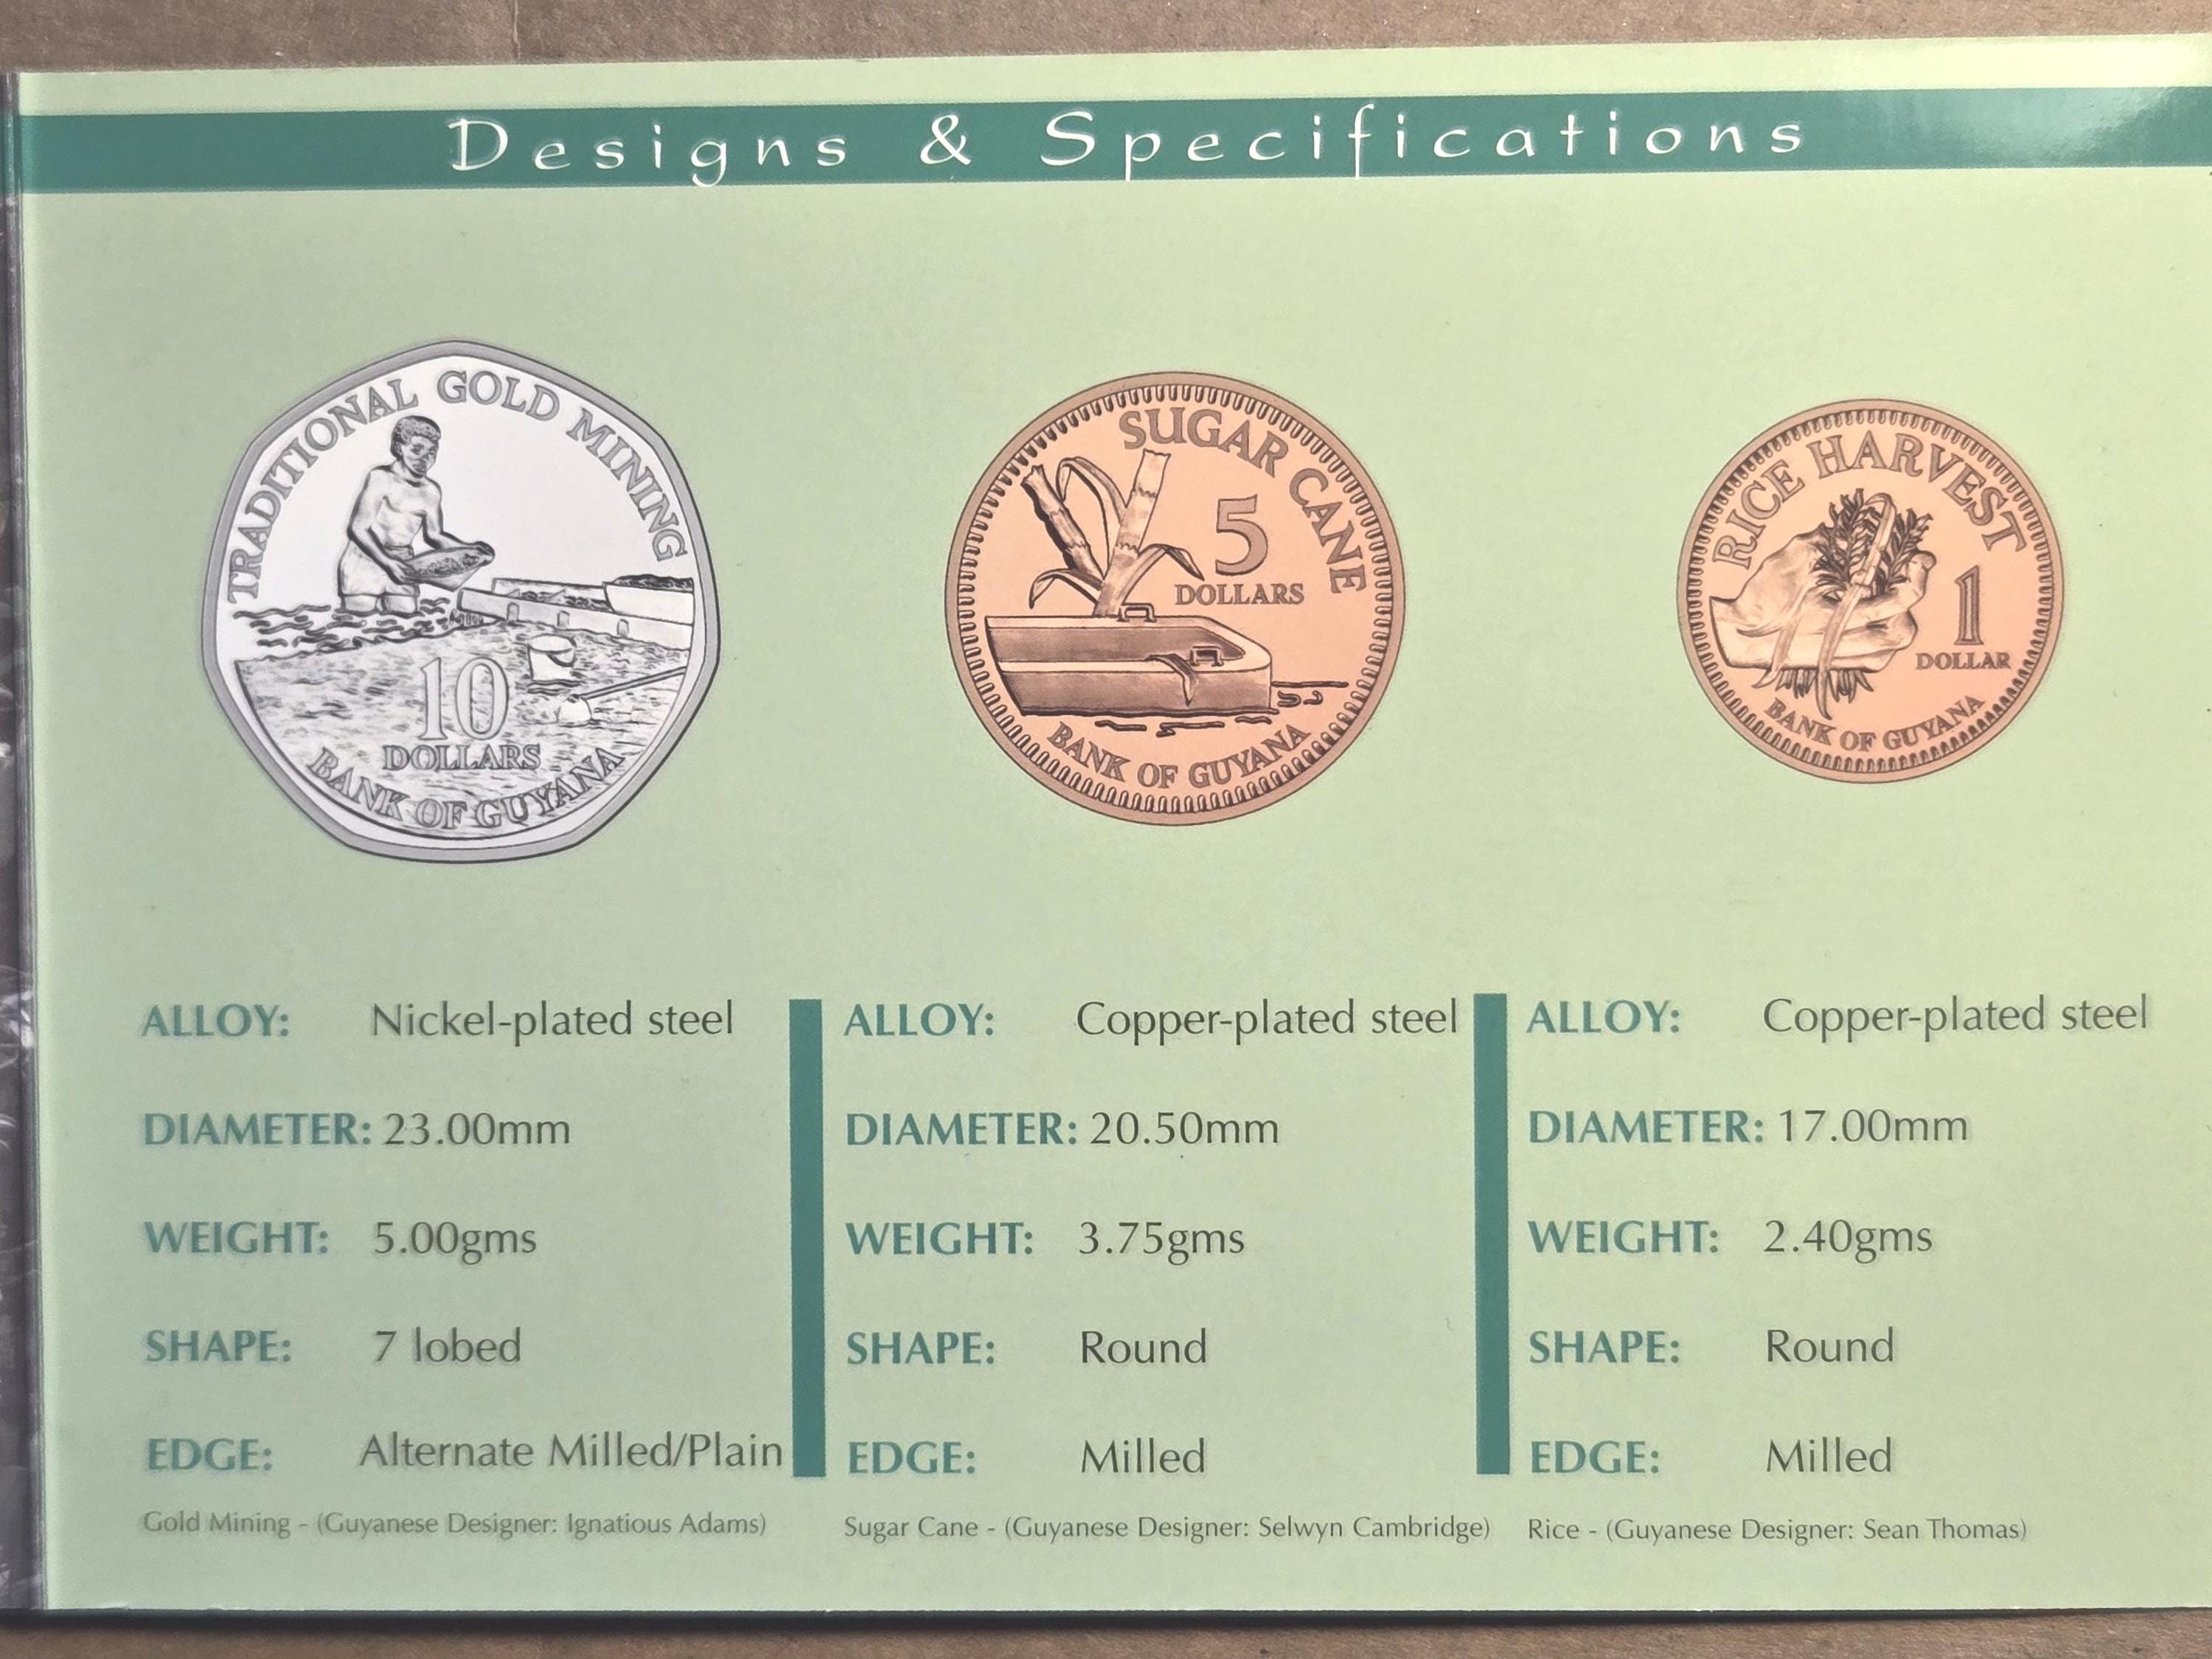 Designs & Specifications
TRADITIONAL GOLD MINING
10
DOLLARS
BANK OF GUYANA
SUGAR CANE
5
DOLLARS
BANK OF GUYANA
RICE HARVEST
1
DOLLAR
BANK OF GUYANA
ALLOY: Nickel-plated steel
DIAMETER: 23.00mm
WEIGHT: 5.00gms
SHAPE: 7 lobed
EDGE: Alternate Milled/Plain
Gold Mining - (Guyanese Designer: Ignatious Adams)
ALLOY: Copper-plated steel
DIAMETER: 20.50mm
WEIGHT: 3.75gms
SHAPE: Round
EDGE: Milled
Sugar Cane - (Guyanese Designer: Selwyn Cambridge)
ALLOY: Copper-plated steel
DIAMETER: 17.00mm
WEIGHT: 2.40gms
SHAPE: Round
EDGE: Milled
Rice - (Guyanese Designer: Sean Thomas)